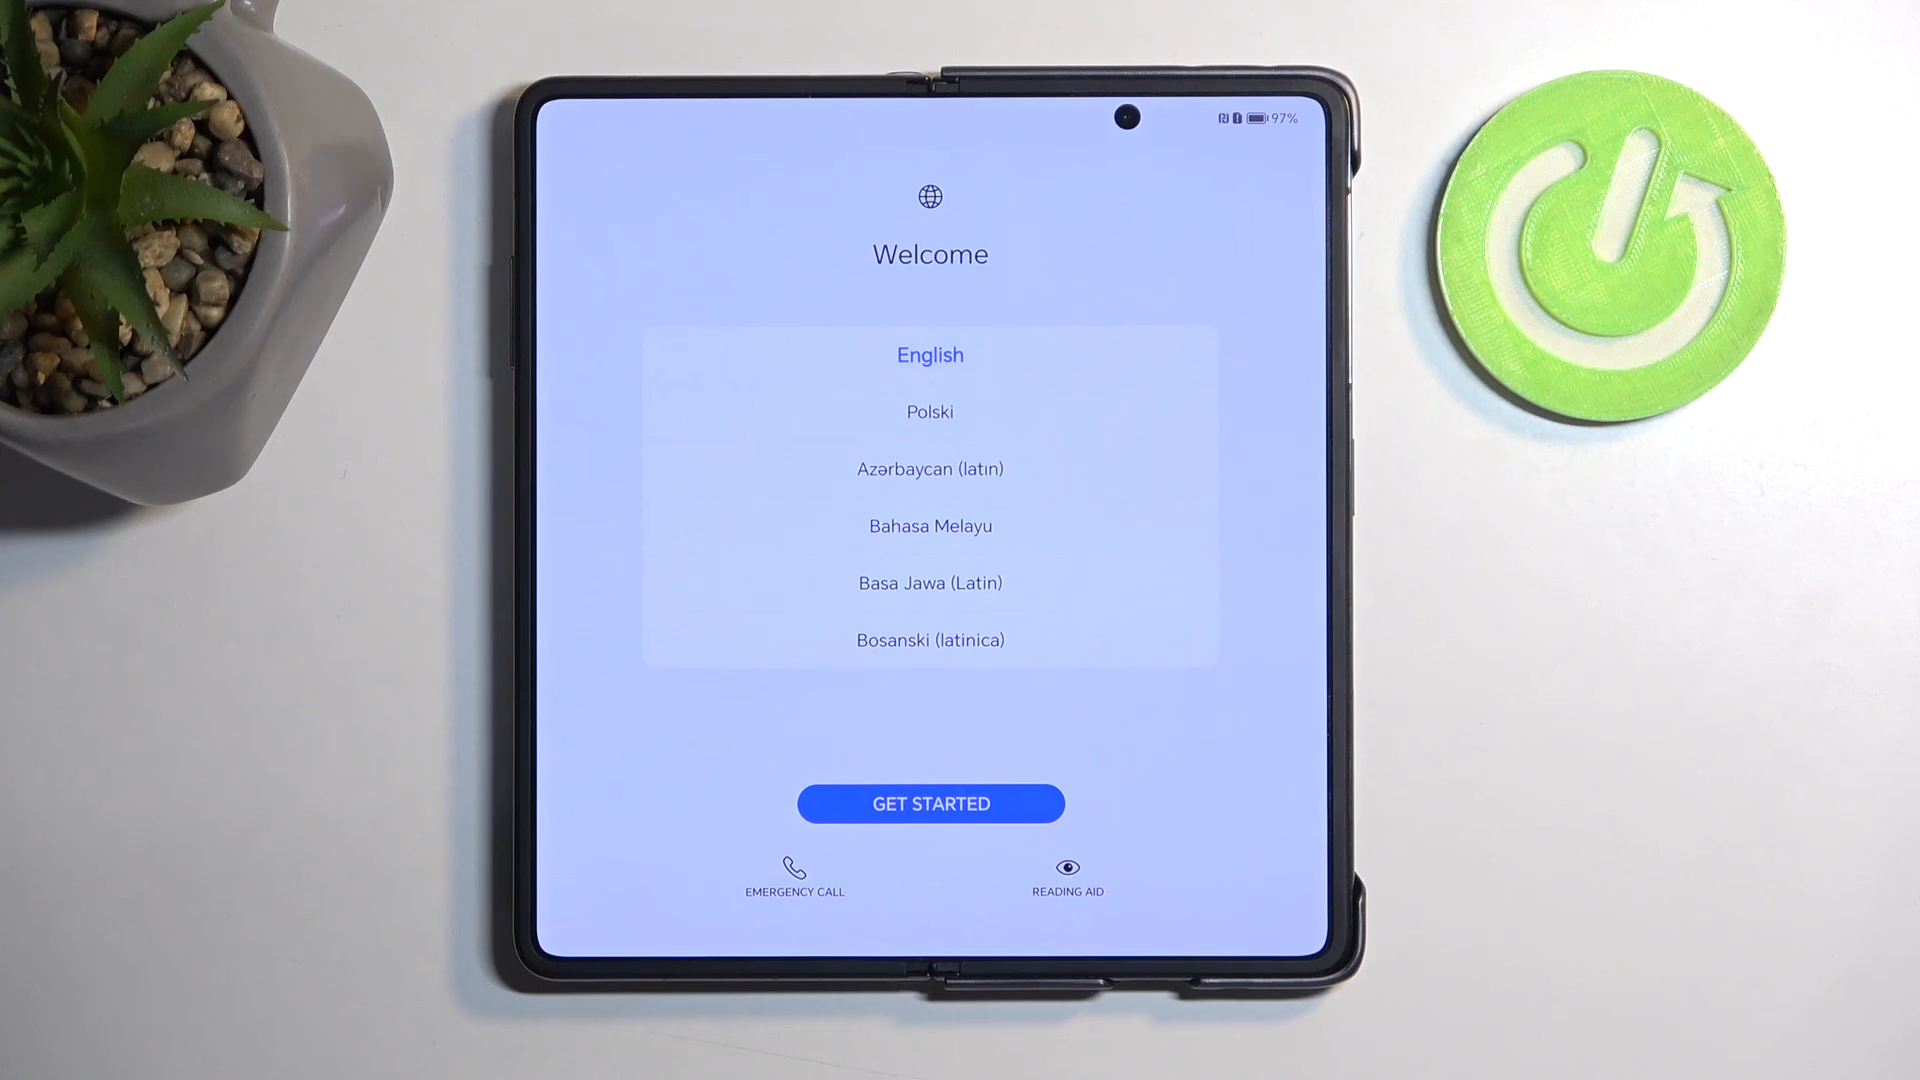 97%
Welcome
English
Polski
Azərbaycan (latın)
Bahasa Melayu
Basa Jawa (Latin)
Bosanski (latinica)
GET STARTED
EMERGENCY CALL
READING AID